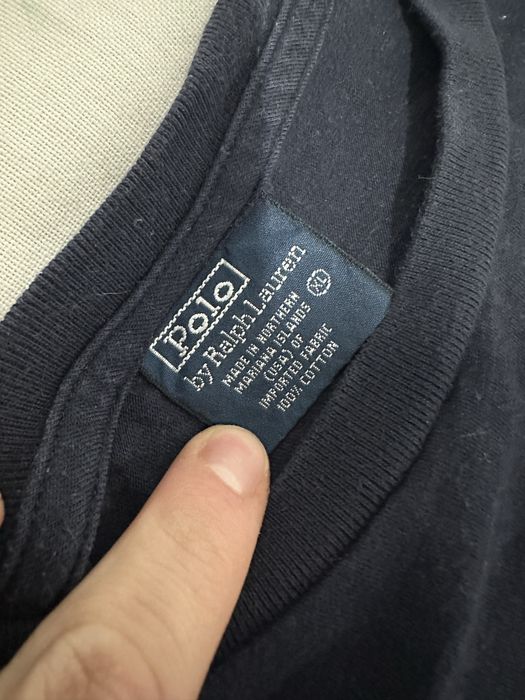 Polo
by Ralph Lauren
MADE IN NORTHERN
MARIANA ISLANDS
(USA) OF
IMPORTED FABRIC
100% COTTON
XL